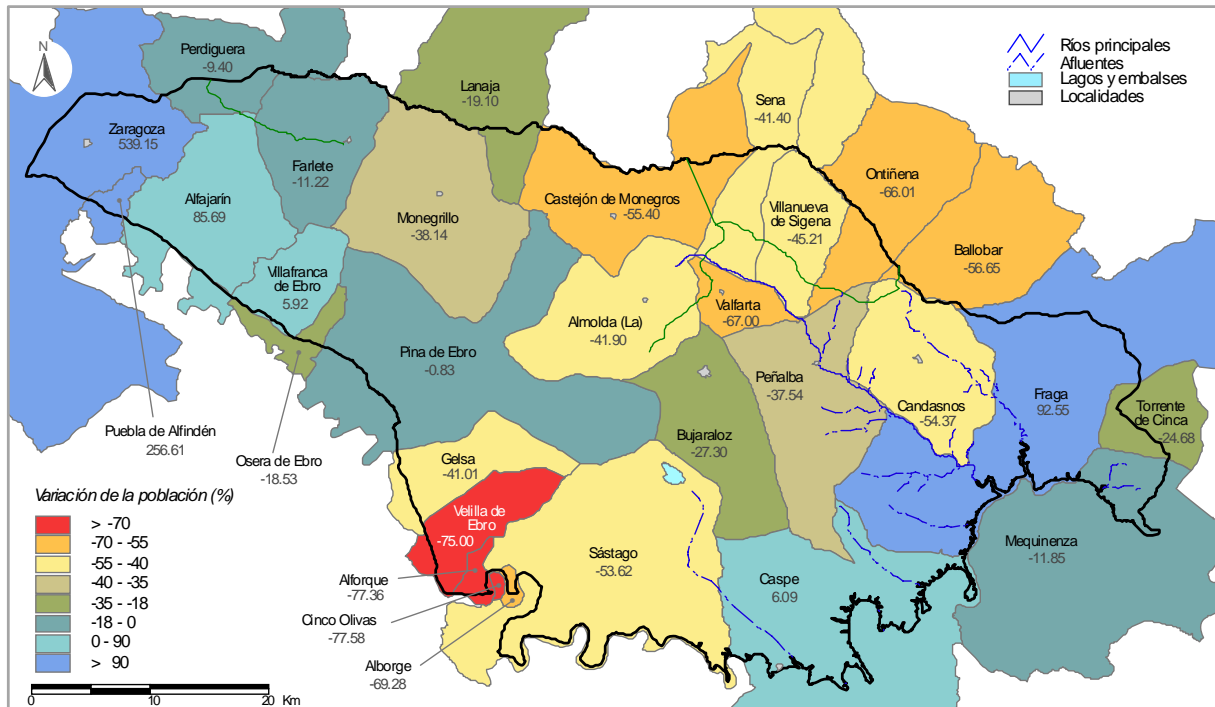 N
Perdiguera
-9.40
Lanaja
-19.10
Ríos principales
Afluentes
Lagos y embalses
Localidades
Sena
-41.40
Zaragoza
539.15
Farlete
-11.22
Ontiñena
-66.01
Alfajarín
85.69
Monegrillo
-38.14
Castejón de Monegros
-55.40
Villanueva
de Sigena
-45.21
Ballobar
-56.65
Villafranca
de Ebro
5.92
Almolda (La)
-41.90
Valfarta
-67.00
Pina de Ebro
-0.83
Peñalba
-37.54
Candasnos
-54.37
Fraga
92.55
Torrente
de Cinca
-24.68
Puebla de Alfindén
256.61
Osera de Ebro
-18.53
Bujaraloz
-27.30
Gelsa
-41.01
Velilla de
Ebro
-75.00
Sástago
-53.62
Mequinenza
-11.85
Caspe
6.09
Alforque
-77.36
Cinco Olivas
-77.58
Alborge
-69.28
Variación de la población (%)
> -70
-70 - -55
-55 - -40
-40 - -35
-35 - -18
-18 - 0
0 - 90
> 90
0 10 20 Km